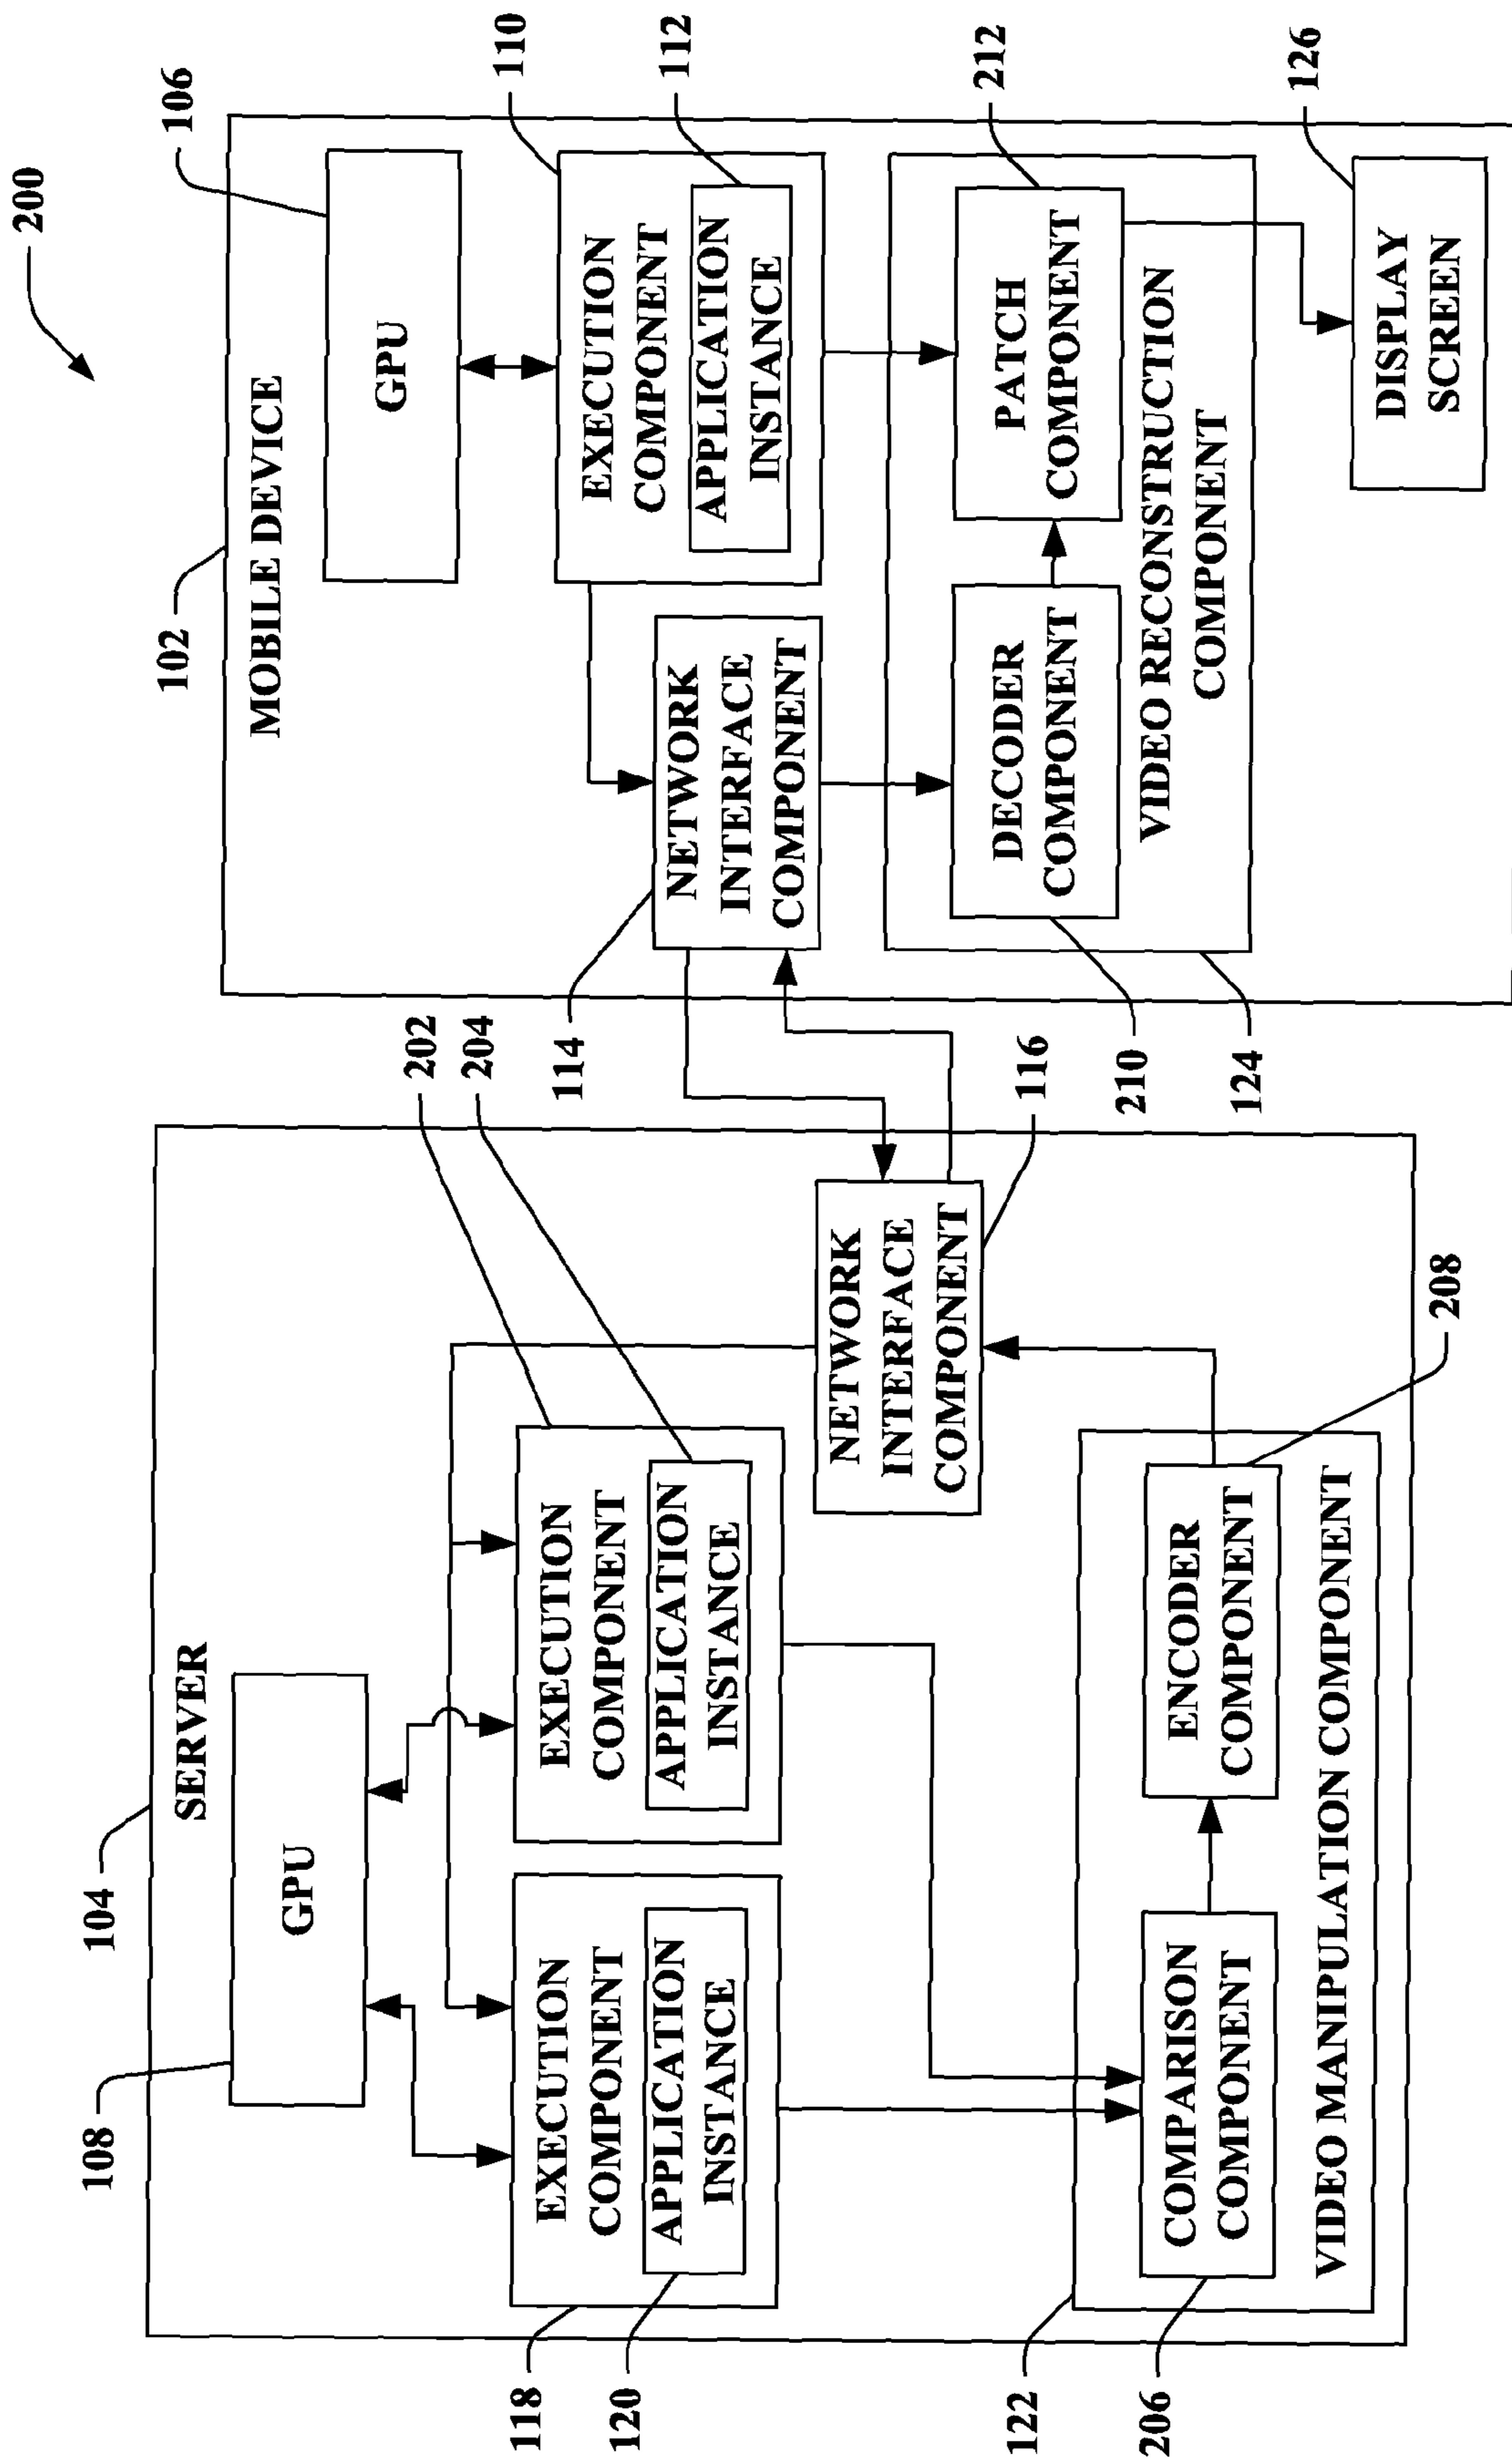 200
104
SERVER
108
GPU
202
204
118
EXECUTION
COMPONENT
120
APPLICATION
INSTANCE
EXECUTION
COMPONENT
APPLICATION
INSTANCE
NETWORK
INTERFACE
COMPONENT
116
122
206
COMPARISON
COMPONENT
ENCODER
COMPONENT
208
VIDEO MANIPULATION COMPONENT
102
MOBILE DEVICE
106
GPU
110
EXECUTION
COMPONENT
112
APPLICATION
INSTANCE
114
NETWORK
INTERFACE
COMPONENT
DECODER
COMPONENT
210
PATCH
COMPONENT
212
VIDEO RECONSTRUCTION
COMPONENT
124
DISPLAY
SCREEN
126